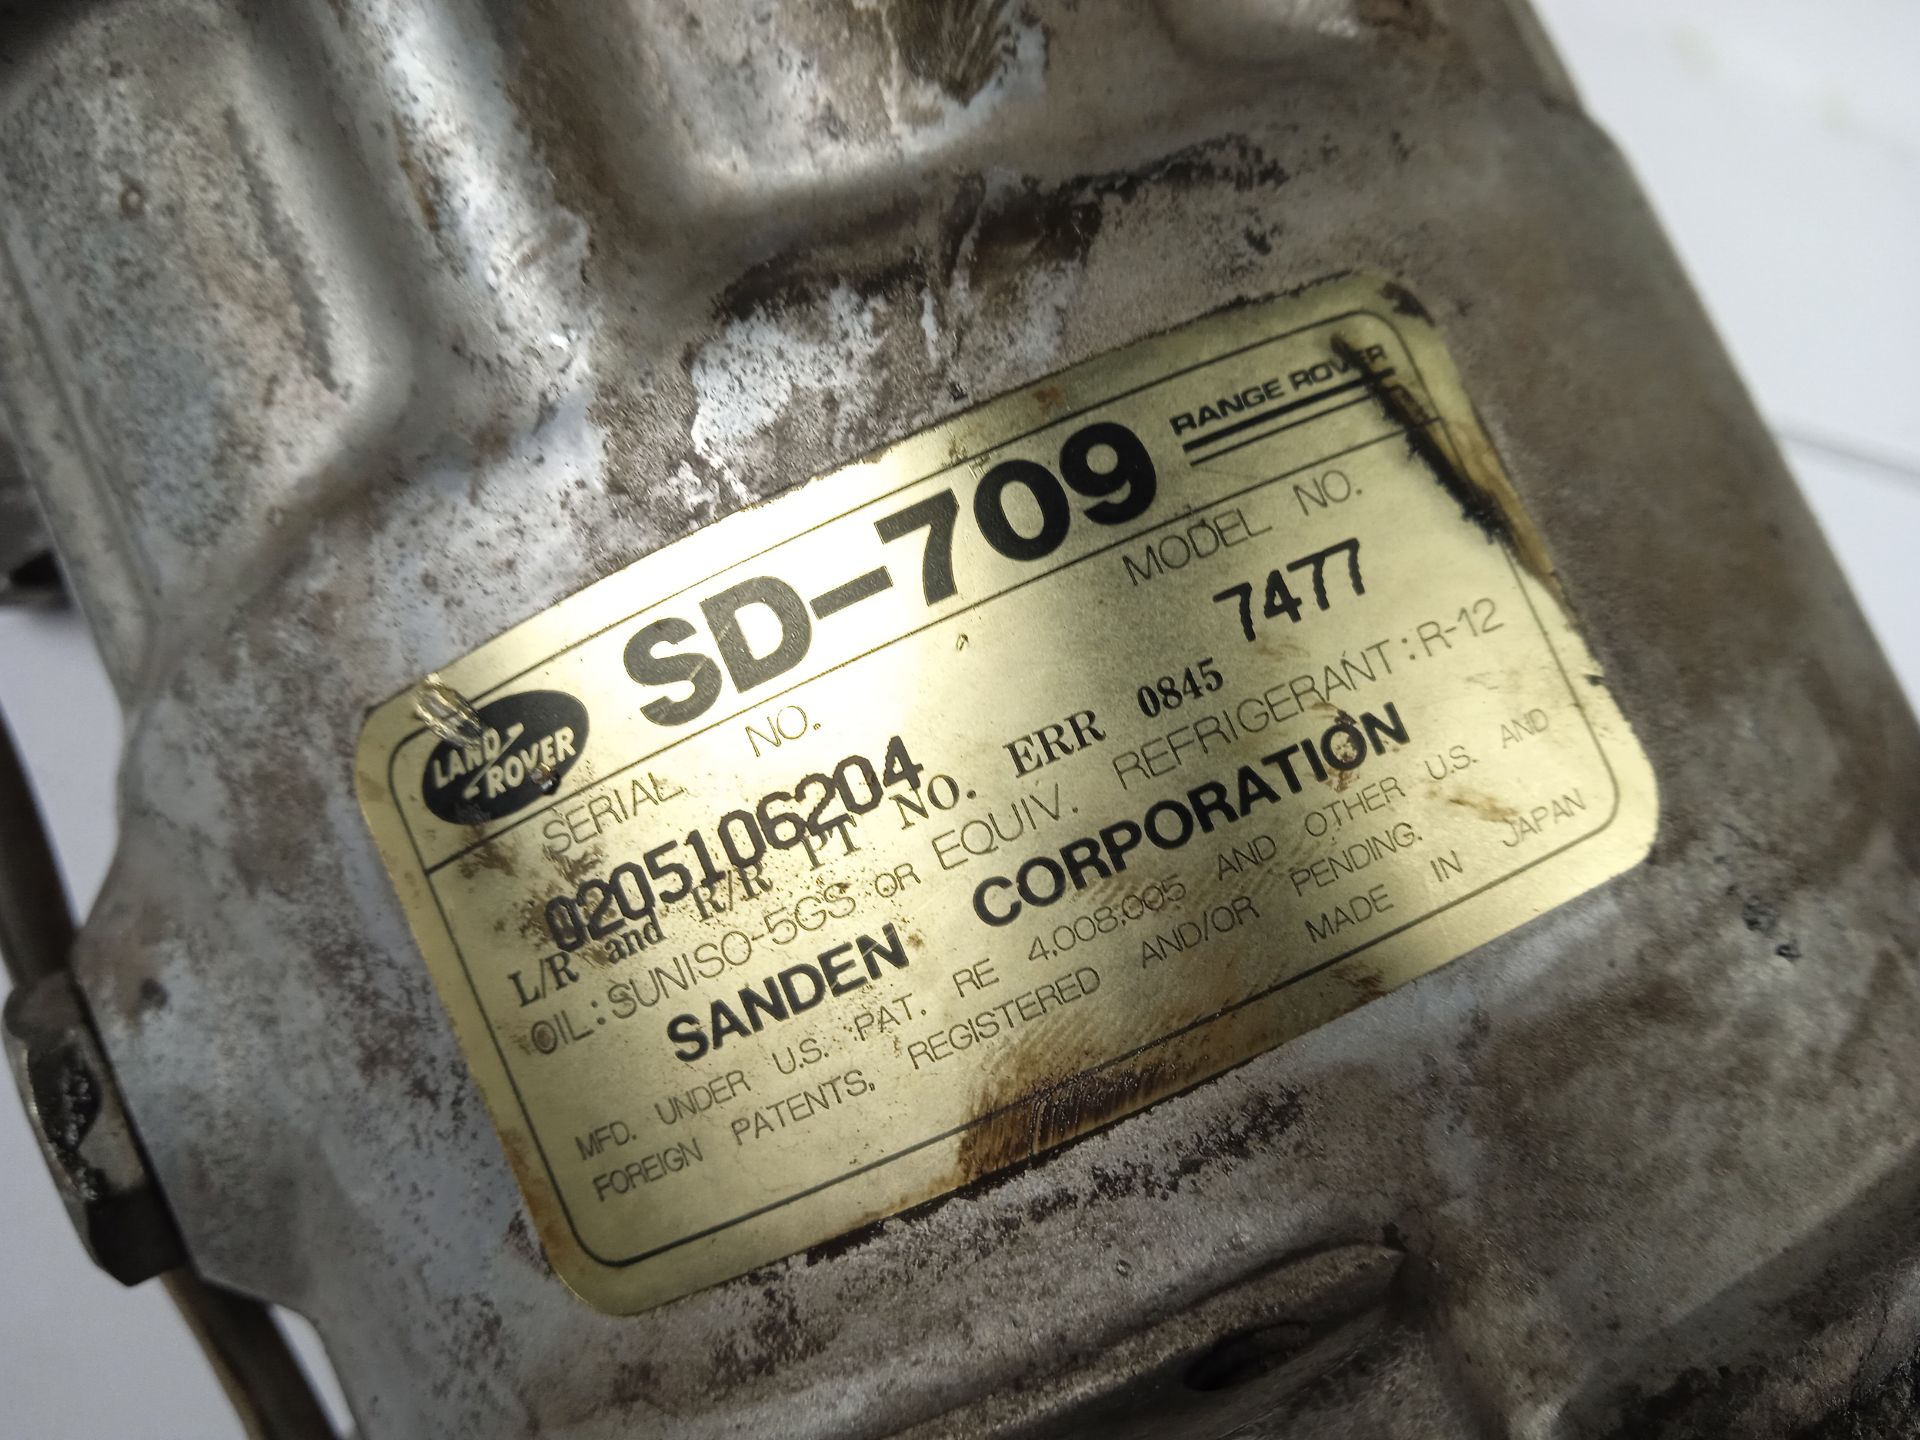 LAND
ROVER
SD-709
RANGE ROVER
SERIAL NO.
MODEL NO.
0205106204
7477
L/R and R/R PT NO. ERR 0845
OIL: SUNISO-5GS OR EQUIV. REFRIGERANT: R-12
SANDEN CORPORATION
MFD. UNDER U.S. PAT. RE 4.008.005 AND OTHER U.S. AND
FOREIGN PATENTS, REGISTERED AND/OR PENDING.
MADE IN JAPAN